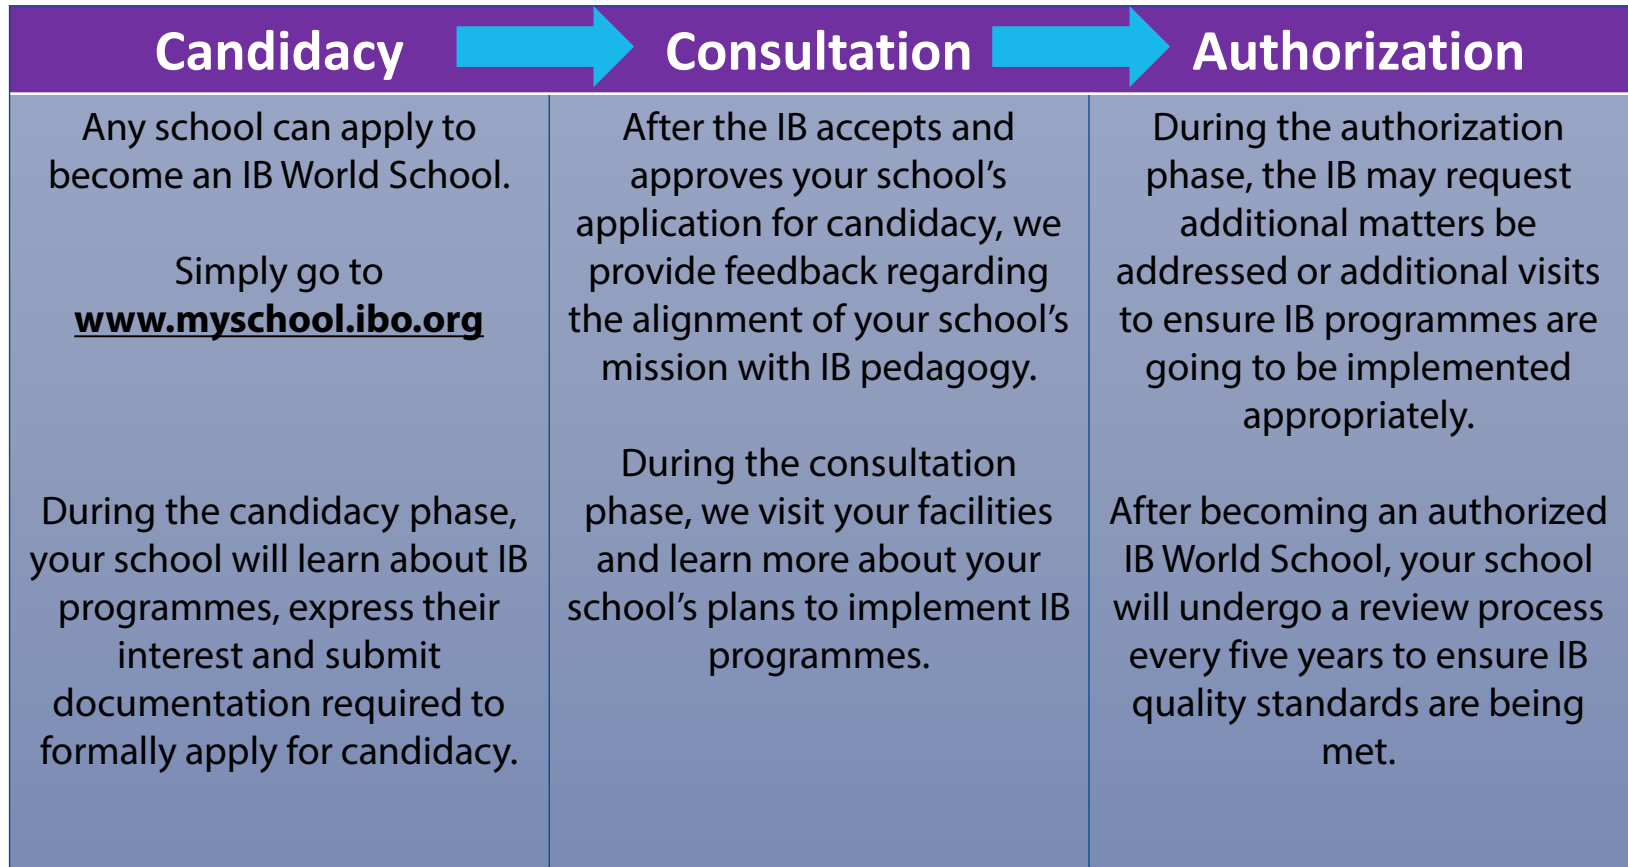 Candidacy
Consultation
Authorization
Any school can apply to
become an IB World School.
Simply go to
www.myschool.ibo.org
During the candidacy phase,
your school will learn about IB
programmes, express their
interest and submit
documentation required to
formally apply for candidacy.
After the IB accepts and
approves your school’s
application for candidacy, we
provide feedback regarding
the alignment of your school’s
mission with IB pedagogy.
During the consultation
phase, we visit your facilities
and learn more about your
school’s plans to implement IB
programmes.
During the authorization
phase, the IB may request
additional matters be
addressed or additional visits
to ensure IB programmes are
going to be implemented
appropriately.
After becoming an authorized
IB World School, your school
will undergo a review process
every five years to ensure IB
quality standards are being
met.